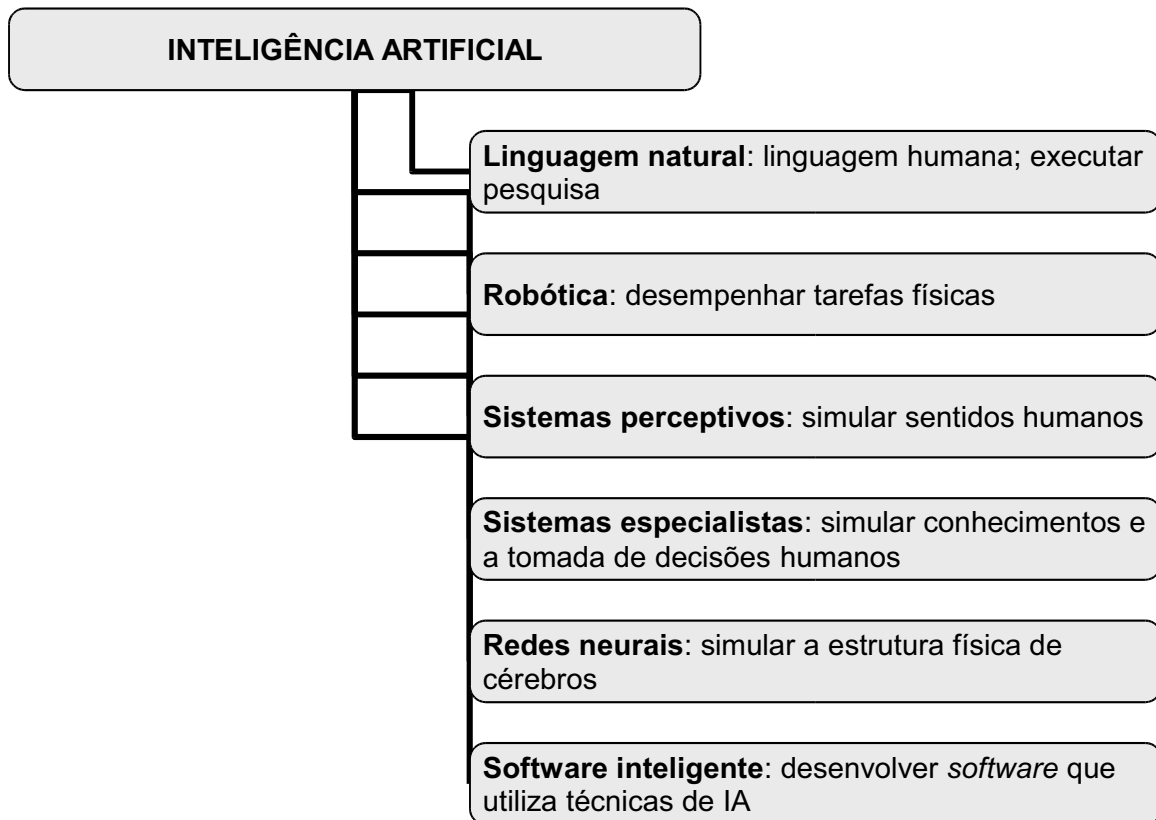 INTELIGÊNCIA ARTIFICIAL
Linguagem natural: linguagem humana; executar
pesquisa
Robótica: desempenhar tarefas físicas
Sistemas perceptivos: simular sentidos humanos
Sistemas especialistas: simular conhecimentos e
a tomada de decisões humanos
Redes neurais: simular a estrutura física de
cérebros
Software inteligente: desenvolver software que
utiliza técnicas de IA